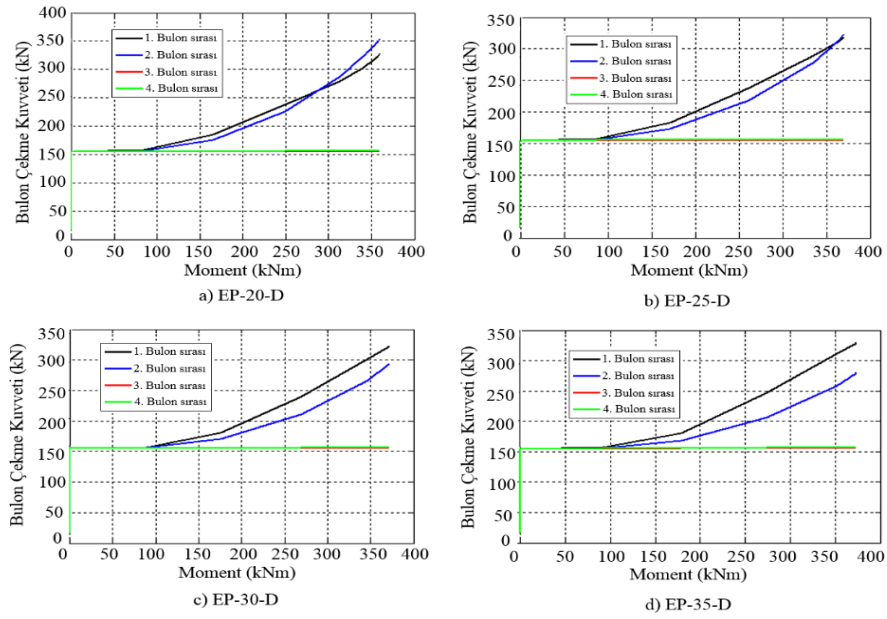 Bulon Çekme Kuvveti (kN)
400
350
300
250
200
150
100
50
0
1. Bulon sırası
2. Bulon sırası
3. Bulon sırası
4. Bulon sırası
0 50 100 150 200 250 300 350 400
Moment (kNm)
a) EP-20-D
Bulon Çekme Kuvveti (kN)
350
300
250
200
150
100
50
0
1. Bulon sırası
2. Bulon sırası
3. Bulon sırası
4. Bulon sırası
0 50 100 150 200 250 300 350 400
Moment (kNm)
b) EP-25-D
Bulon Çekme Kuvveti (kN)
350
300
250
200
150
100
50
0
1. Bulon sırası
2. Bulon sırası
3. Bulon sırası
4. Bulon sırası
0 50 100 150 200 250 300 350 400
Moment (kNm)
c) EP-30-D
Bulon Çekme Kuvveti (kN)
350
300
250
200
150
100
50
0
1. Bulon sırası
2. Bulon sırası
3. Bulon sırası
4. Bulon sırası
0 50 100 150 200 250 300 350 400
Moment (kNm)
d) EP-35-D